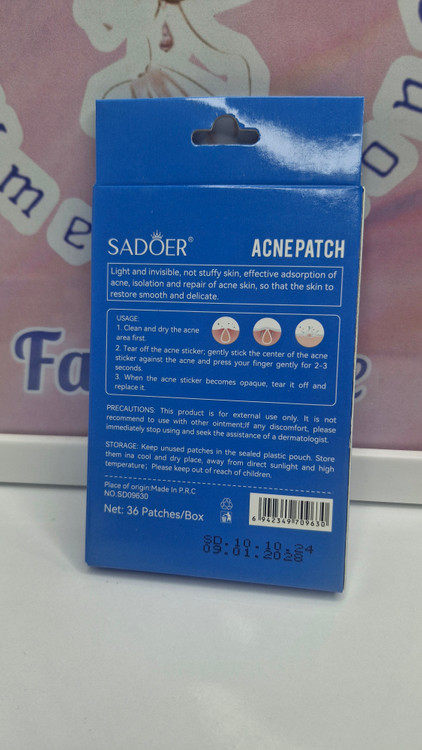 SADOER®
ACNEPATCH
Light and invisible, not stuffy skin, effective adsorption of
acne, isolation and repair of acne skin, so that the skin to
restore smooth and delicate.
USAGE:
1. Clean and dry the acne
area first.
2. Tear off the acne sticker; gently stick the center of the acne
sticker against the acne and press your finger gently for 2-3
seconds.
3. When the acne sticker becomes opaque, tear it off and
replace it.
PRECAUTIONS: This product is for external use only. It is not
recommend to use with other ointment,If any discomfort, please
immediately stop using and seek the assistance of a dermatologist.
STORAGE: Keep unused patches in the sealed plastic pouch. Store
them ina cool and dry place, away from direct sunlight and high
temperature; Please keep out of reach of children.
Place of origin:Made In P.R.C
NO.SD09630
Net: 36 Patches/Box
6 942349 709630
SD.10.10.24
09.01.2028
Fa
e